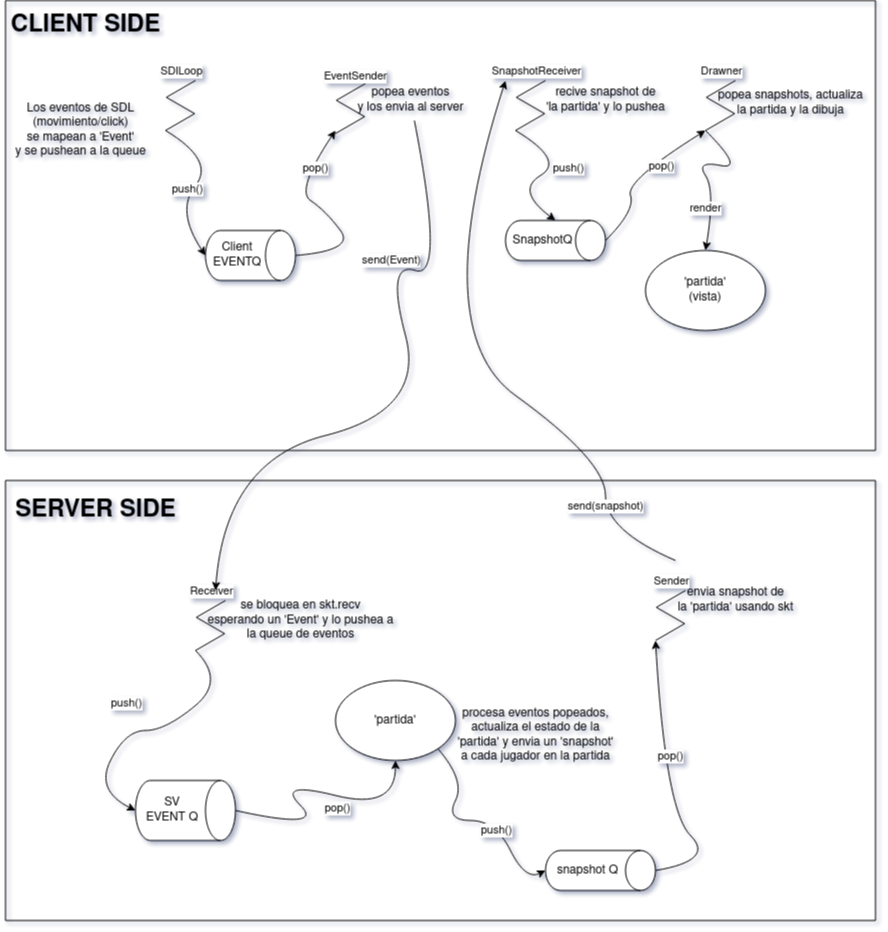 CLIENT SIDE
SDlLoop
Los eventos de SDL
(movimiento/click)
se mapean a 'Event'
y se pushean a la queue
push()
Client
EVENTQ
pop()
EventSender
popea eventos
y los envia al server
send(Event)
SnapshotReceiver
recive snapshot de
'la partida' y lo pushea
push()
SnapshotQ
pop()
Drawner
popea snapshots, actualiza
la partida y la dibuja
render
'partida'
(vista)
SERVER SIDE
send(snapshot)
Receiver
se bloquea en skt.recv
esperando un 'Event' y lo pushea a
la queue de eventos
push()
SV
EVENT Q
pop()
'partida'
procesa eventos popeados,
actualiza el estado de la
'partida' y envia un 'snapshot'
a cada jugador en la partida
push()
snapshot Q
pop()
Sender
envia snapshot de
la 'partida' usando skt